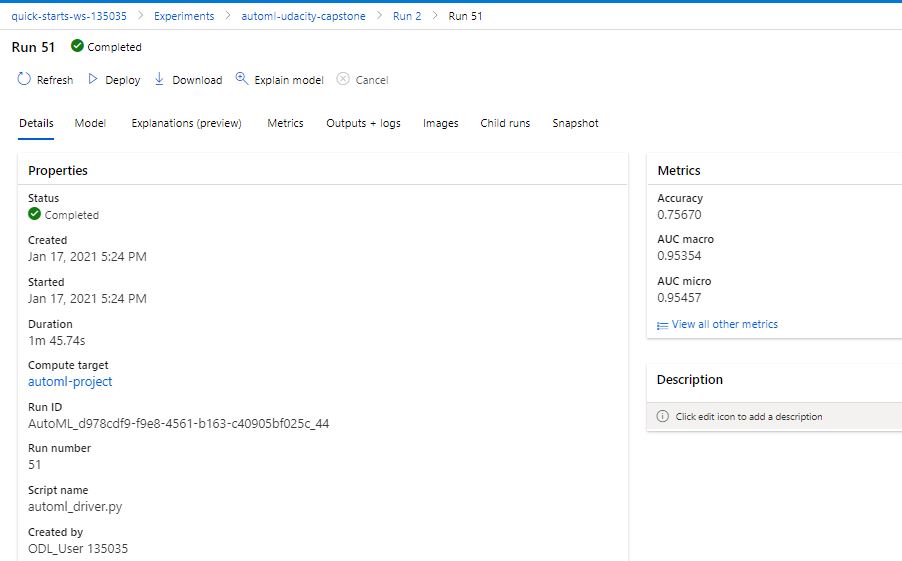 quick-starts-ws-135035 > Experiments > automl-udacity-capstone > Run 2 > Run 51
Run 51 Completed
Refresh Deploy Download Explain model Cancel
Details Model Explanations (preview) Metrics Outputs + logs Images Child runs Snapshot
Properties
Status
Completed
Created
Jan 17, 2021 5:24 PM
Started
Jan 17, 2021 5:24 PM
Duration
1m 45.74s
Compute target
automl-project
Run ID
AutoML_d978cdf9-f9e8-4561-b163-c40905bf025c_44
Run number
51
Script name
automl_driver.py
Created by
ODL_User 135035
Metrics
Accuracy
0.75670
AUC macro
0.95354
AUC micro
0.95457
View all other metrics
Description
Click edit icon to add a description